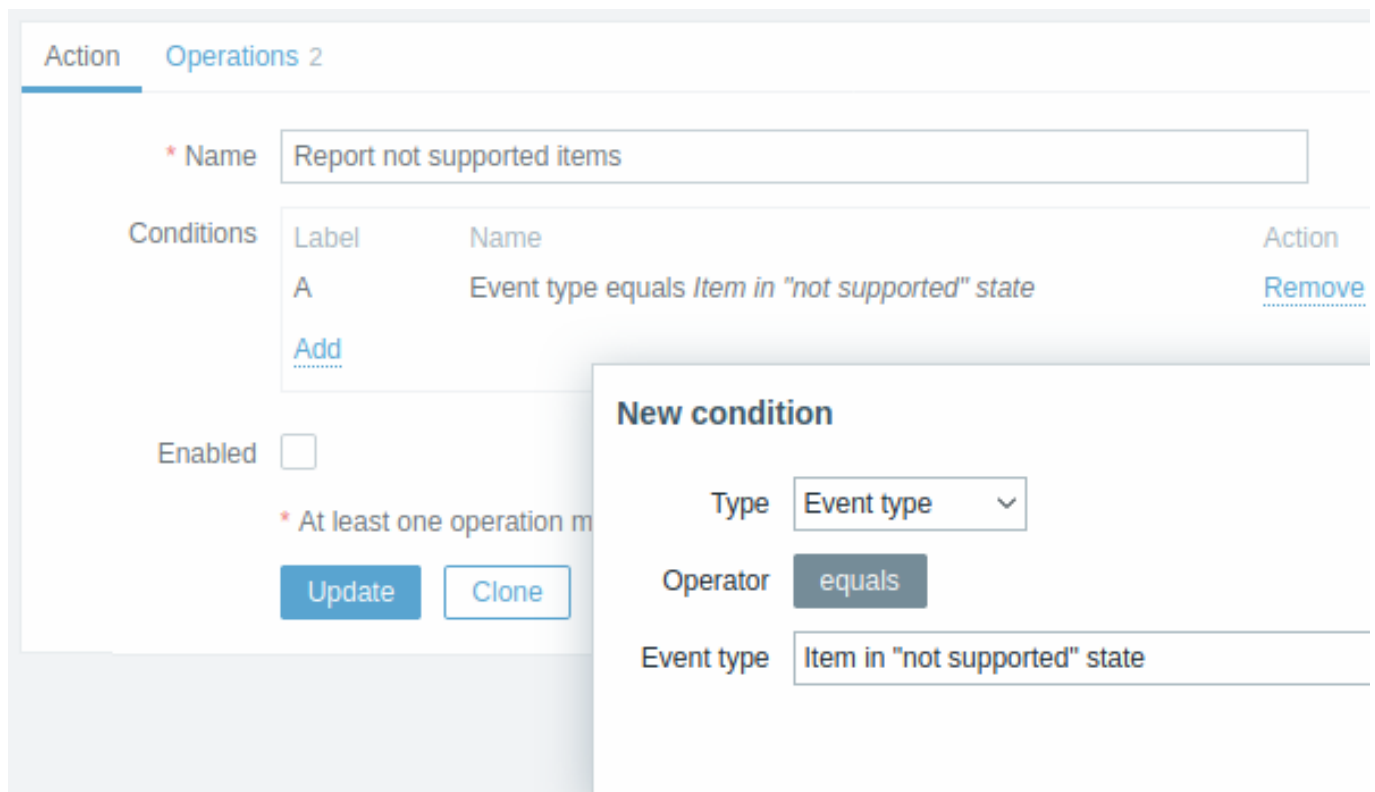 Action Operations 2
* Name Report not supported items
Conditions Label Name Action
A Event type equals Item in "not supported" state Remove
Add
New condition
Enabled
Type Event type
* At least one operation m
Operator equals
Update Clone
Event type Item in "not supported" state